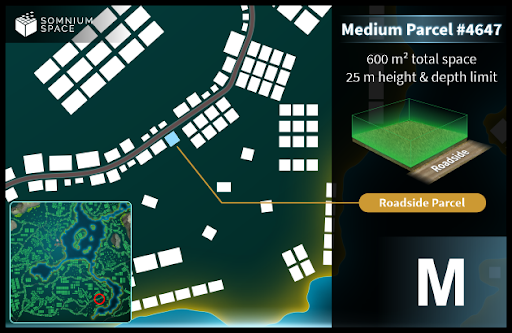 SOMNIUM
SPACE
Medium Parcel #4647
600 m² total space
25 m height & depth limit
Roadside
Roadside Parcel
M